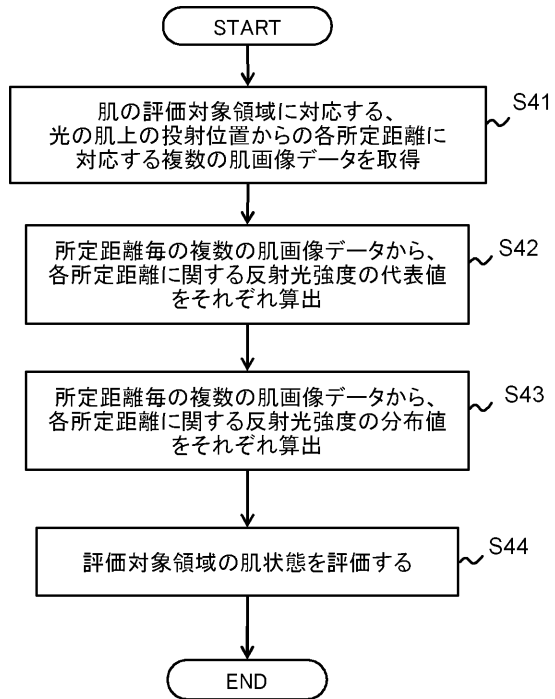 START
肌の評価対象領域に対応する、
光の肌上の投射位置からの各所定距離に
対応する複数の肌画像データを取得
S41
所定距離毎の複数の肌画像データから、
各所定距離に関する反射光強度の代表値
をそれぞれ算出
S42
所定距離毎の複数の肌画像データから、
各所定距離に関する反射光強度の分布値
をそれぞれ算出
S43
評価対象領域の肌状態を評価する
S44
END